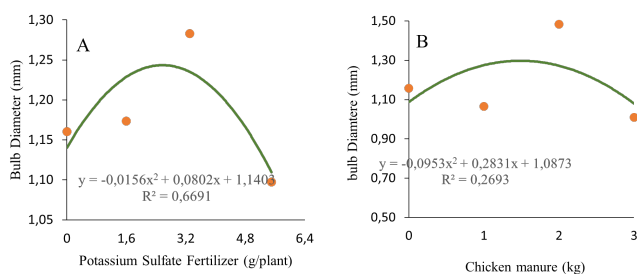 A
Bulb Diameter (mm)
1,30
1,25
1,20
1,15
1,10
1,05
y = -0,0156x² + 0,0802x + 1,1403
R² = 0,6691
0 1,6 3,2 4,8 6,4
Potassium Sulfate Fertilizer (g/plant)
B
bulb Diamtere (mm)
1,50
1,30
1,10
0,90
0,70
0,50
y = -0,0953x² + 0,2831x + 1,0873
R² = 0,2693
0 1 2 3
Chicken manure (kg)